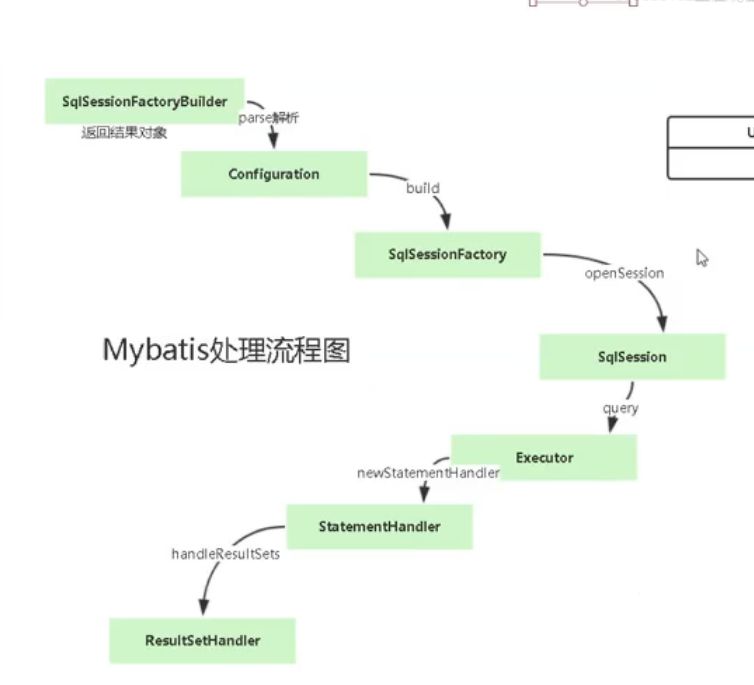 SqlSessionFactoryBuilder
parse解析
返回结果对象
Configuration
build
SqlSessionFactory
openSession
Mybatis处理流程图
SqlSession
query
Executor
newStatementHandler
StatementHandler
handleResultSets
ResultSetHandler